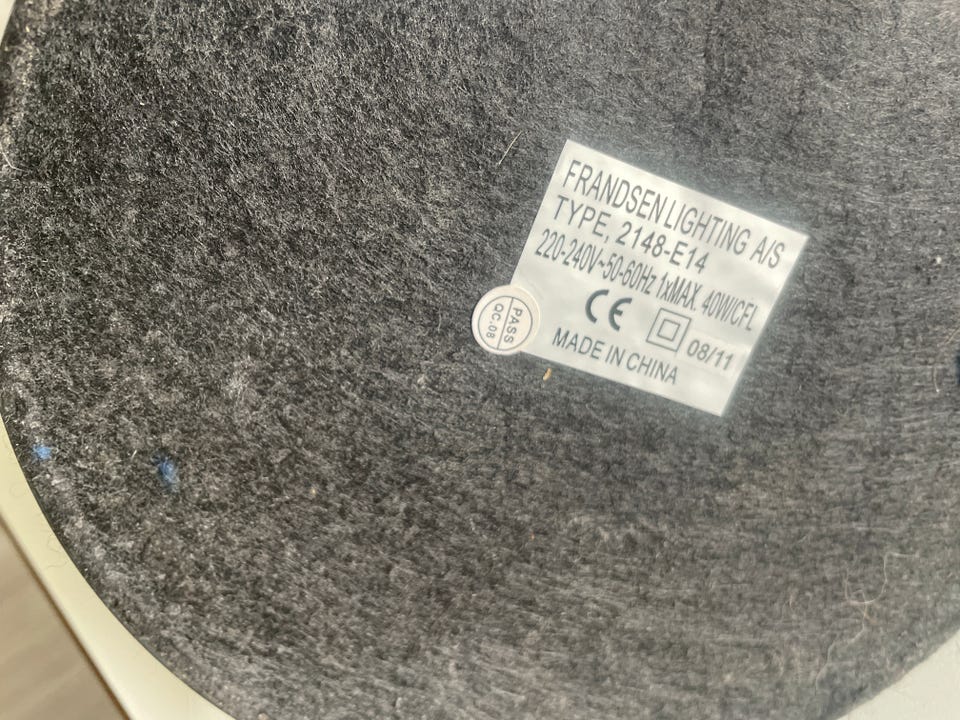 FRANDSEN LIGHTING A/S
TYPE, 2148-E14
220-240V~50-60Hz 1xMAX. 40W/CFL
CE 08/11
MADE IN CHINA
PASS
QC.08